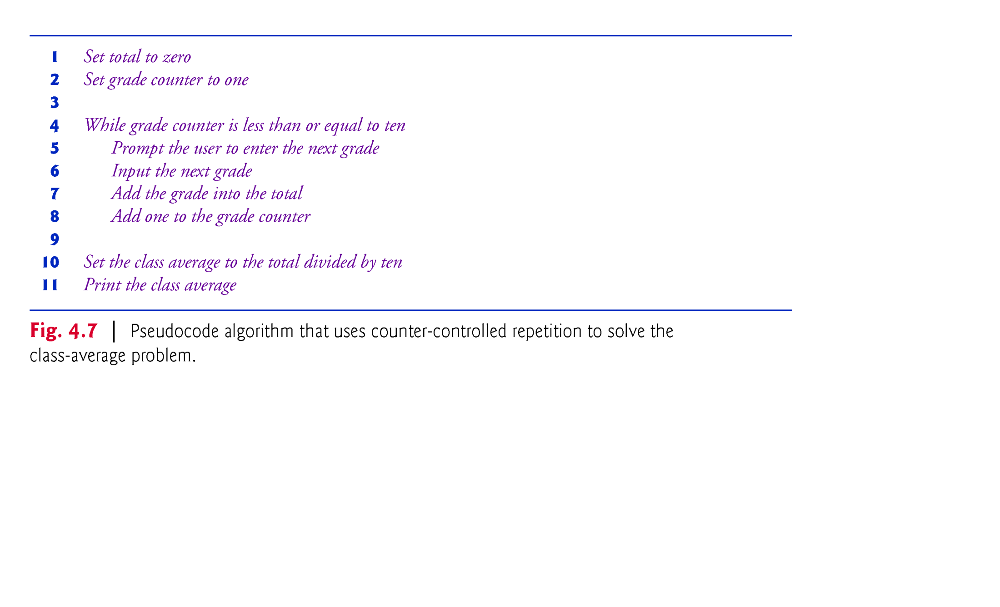 1 Set total to zero
2 Set grade counter to one
3
4 While grade counter is less than or equal to ten
5 Prompt the user to enter the next grade
6 Input the next grade
7 Add the grade into the total
8 Add one to the grade counter
9
10 Set the class average to the total divided by ten
11 Print the class average
Fig. 4.7 | Pseudocode algorithm that uses counter-controlled repetition to solve the
class-average problem.